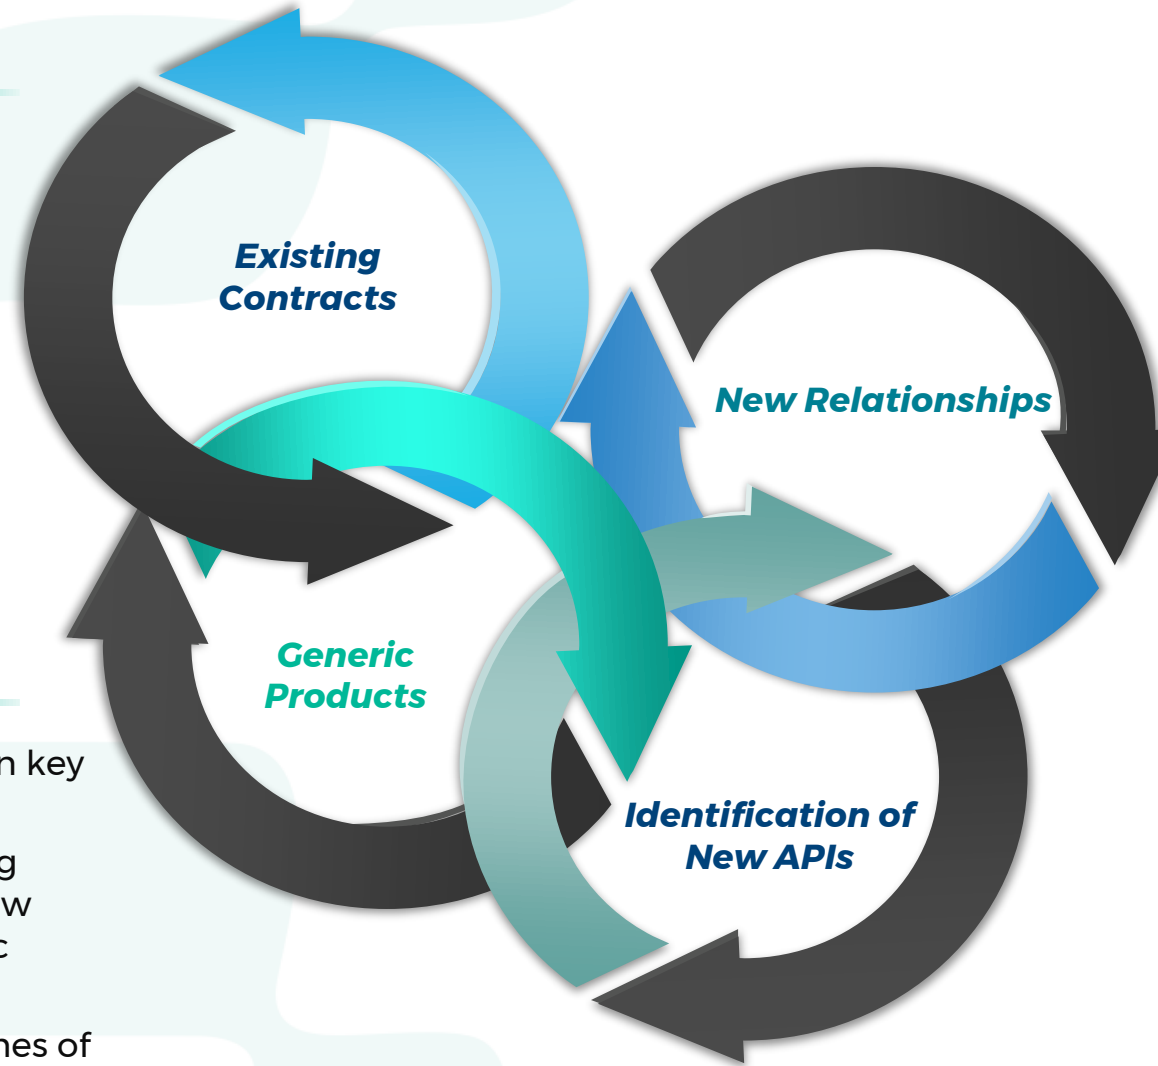 Existing
Contracts
New Relationships
Generic
Products
Identification of
New APIs
n key
g
w
c
nes of